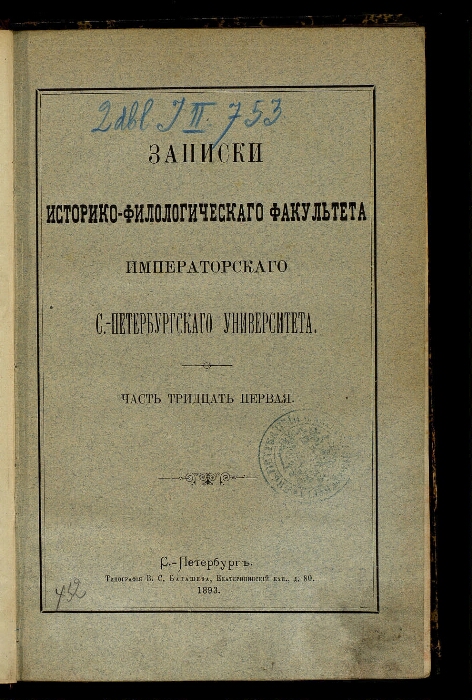 2dbl J II. 753
ЗАПИСКИ
ИСТОРИКО-ФИЛОЛОГИЧЕСКАГО ФАКУЛЬТЕТА
ИМПЕРАТОРСКАГО
С.-ПЕТЕРБУРГСКАГО УНИВЕРСИТЕТА.
ЧАСТЬ ТРИДЦАТЬ ПЕРВАЯ.
С.-Петербургъ.
Типографія В. С. Балашева, Екатерининскій кан., д. 80.
1893.